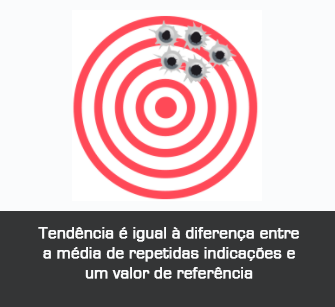 Tendência é igual à diferença entre
a média de repetidas indicações e
um valor de referência